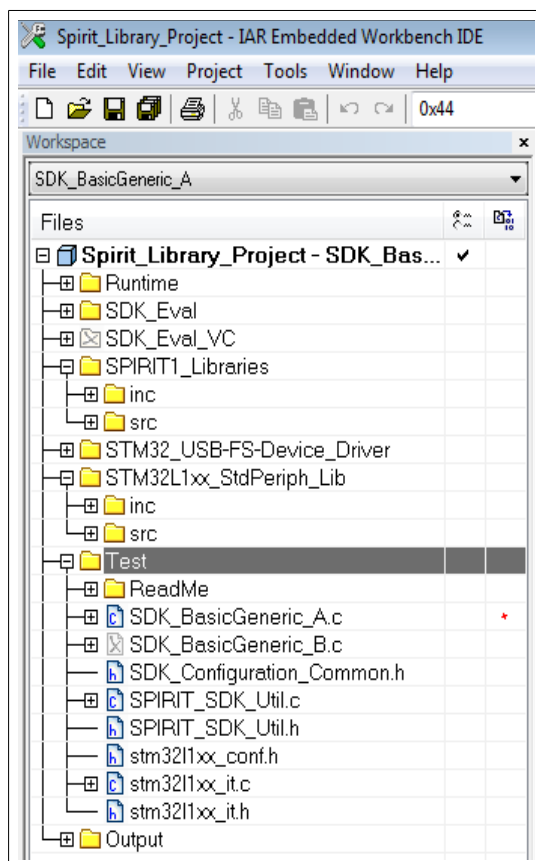 Spirit_Library_Project - IAR Embedded Workbench IDE
File Edit View Project Tools Window Help
0x44
Workspace x
SDK_BasicGeneric_A
Files
Spirit_Library_Project - SDK_Bas...
Runtime
SDK_Eval
SDK_Eval_VC
SPIRIT1_Libraries
inc
src
STM32_USB-FS-Device_Driver
STM32L1xx_StdPeriph_Lib
inc
src
Test
ReadMe
SDK_BasicGeneric_A.c
SDK_BasicGeneric_B.c
SDK_Configuration_Common.h
SPIRIT_SDK_Util.c
SPIRIT_SDK_Util.h
stm32l1xx_conf.h
stm32l1xx_it.c
stm32l1xx_it.h
Output